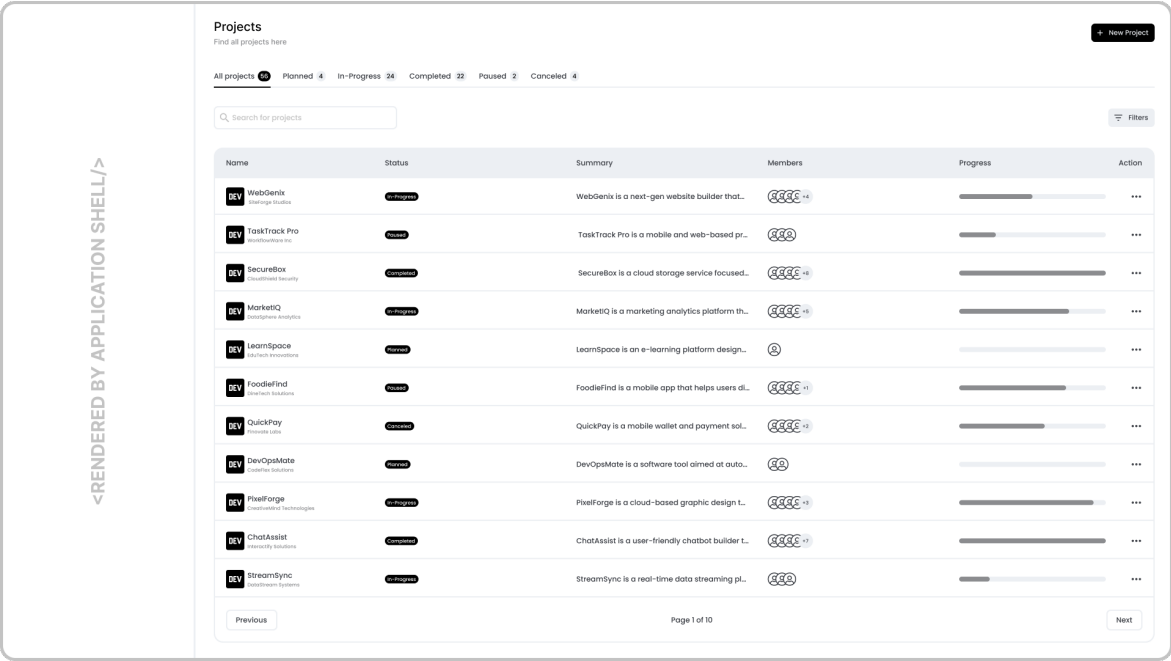 <RENDERED BY APPLICATION SHELL/>
Projects
Find all projects here
+ New Project
All projects 56 Planned 4 In-Progress 24 Completed 22 Paused 2 Canceled 4
Search for projects
Filters
Name Status Summary Members Progress Action
DEV WebGenix In-Progress WebGenix is a next-gen website builder that... +4
SiteForge Studios
DEV TaskTrack Pro Paused TaskTrack Pro is a mobile and web-based pr...
WorkflowWare Inc
DEV SecureBox Completed SecureBox is a cloud storage service focused... +8
CloudShield Security
DEV MarketIQ In-Progress MarketIQ is a marketing analytics platform th...
DataSphere Analytics
DEV LearnSpace Planned LearnSpace is an e-learning platform design...
EduTech Innovations
DEV FoodieFind Paused FoodieFind is a mobile app that helps users di... +1
DineTech Solutions
DEV QuickPay Canceled QuickPay is a mobile wallet and payment sol... +2
Finovate Labs
DEV DevOpsMate Planned DevOpsMate is a software tool aimed at auto...
CodeFlex Solutions
DEV PixelForge In-Progress PixelForge is a cloud-based graphic design t... +3
CreativeMind Technologies
DEV ChatAssist Completed ChatAssist is a user-friendly chatbot builder t... +7
Interactify Solutions
DEV StreamSync In-Progress StreamSync is a real-time data streaming pl...
DataStream Systems
Previous Page 1 of 10 Next